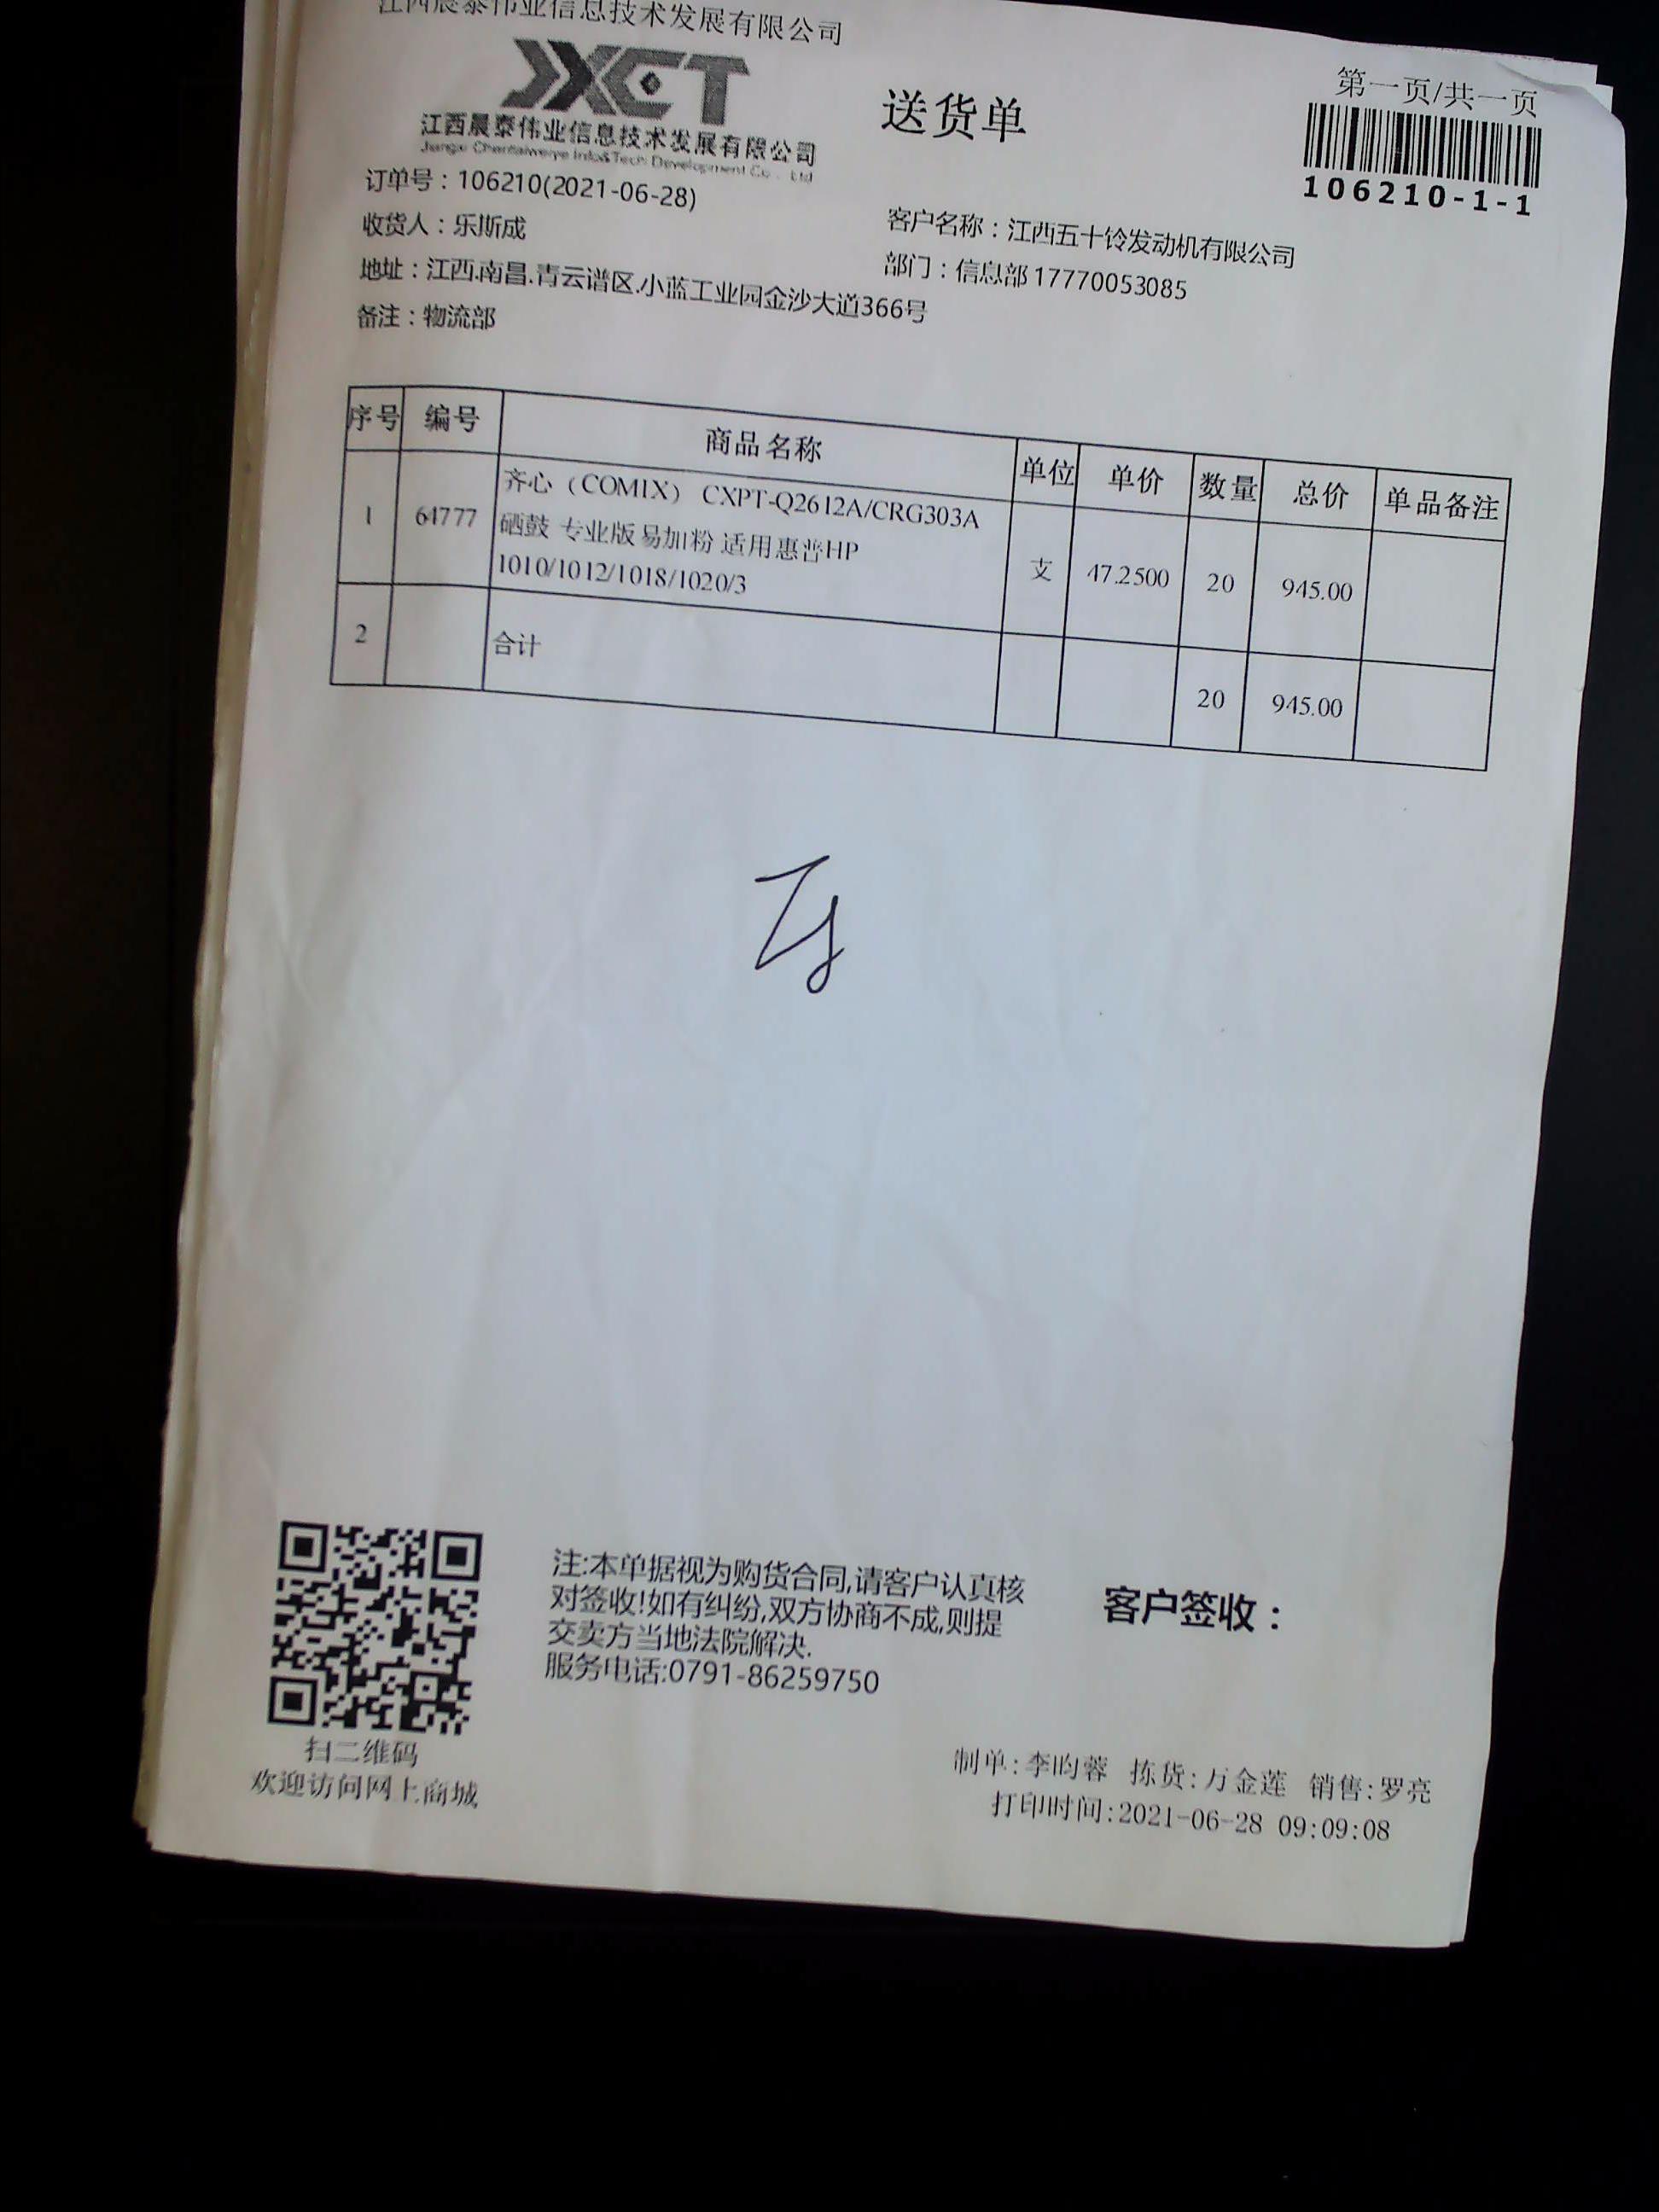 江西晨泰伟业信息技术发展有限公司
JXCT
江西晨泰伟业信息技术发展有限公司
Jiangxi Chentaiweiye Info&Tech Development Co., Ltd
送货单
第一页/共一页
106210-1-1
订单号：106210(2021-06-28)
收货人：乐斯成
客户名称：江西五十铃发动机有限公司
地址：江西.南昌.青云谱区.小蓝工业园金沙大道366号
部门：信息部 17770053085
备注：物流部
序号 编号 商品名称 单位 单价 数量 总价 单品备注
1 64777 齐心（COMIX） CXPT-Q2612A/CRG303A
硒鼓 专业版易加粉 适用惠普HP
1010/1012/1018/1020/3 支 47.2500 20 945.00
2 合计 20 945.00
注:本单据视为购货合同,请客户认真核
对签收!如有纠纷,双方协商不成,则提
交卖方当地法院解决.
服务电话:0791-86259750
客户签收：
扫二维码
欢迎访问网上商城
制单:李昀蓉 拣货:万金莲 销售:罗亮
打印时间:2021-06-28 09:09:08